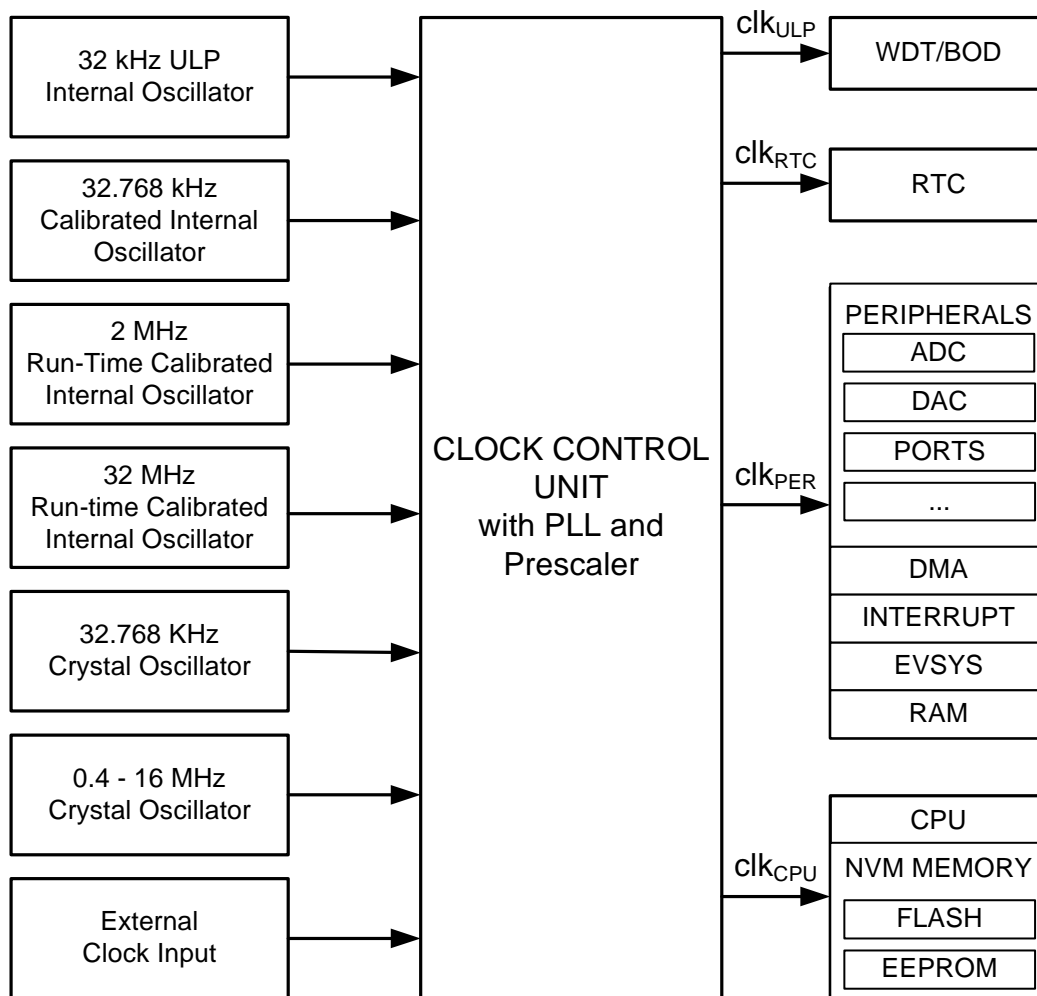 32 kHz ULP
Internal Oscillator
32.768 kHz
Calibrated Internal
Oscillator
2 MHz
Run-Time Calibrated
Internal Oscillator
32 MHz
Run-time Calibrated
Internal Oscillator
32.768 KHz
Crystal Oscillator
0.4 - 16 MHz
Crystal Oscillator
External
Clock Input
CLOCK CONTROL
UNIT
with PLL and
Prescaler
clkULP
clkRTC
clkPER
clkCPU
WDT/BOD
RTC
PERIPHERALS
ADC
DAC
PORTS
...
DMA
INTERRUPT
EVSYS
RAM
CPU
NVM MEMORY
FLASH
EEPROM